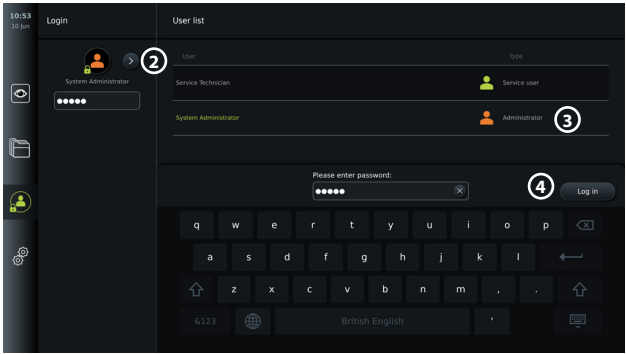 10:53
10 Jun
Login
User list
2
System Administrator
●●●●●
User
Type
Service Technician
Service user
System Administrator
Administrator
3
Please enter password:
●●●●●
4
Log in
q w e r t y u i o p
a s d f g h j k l
z x c v b n m , .
&123
British English
'